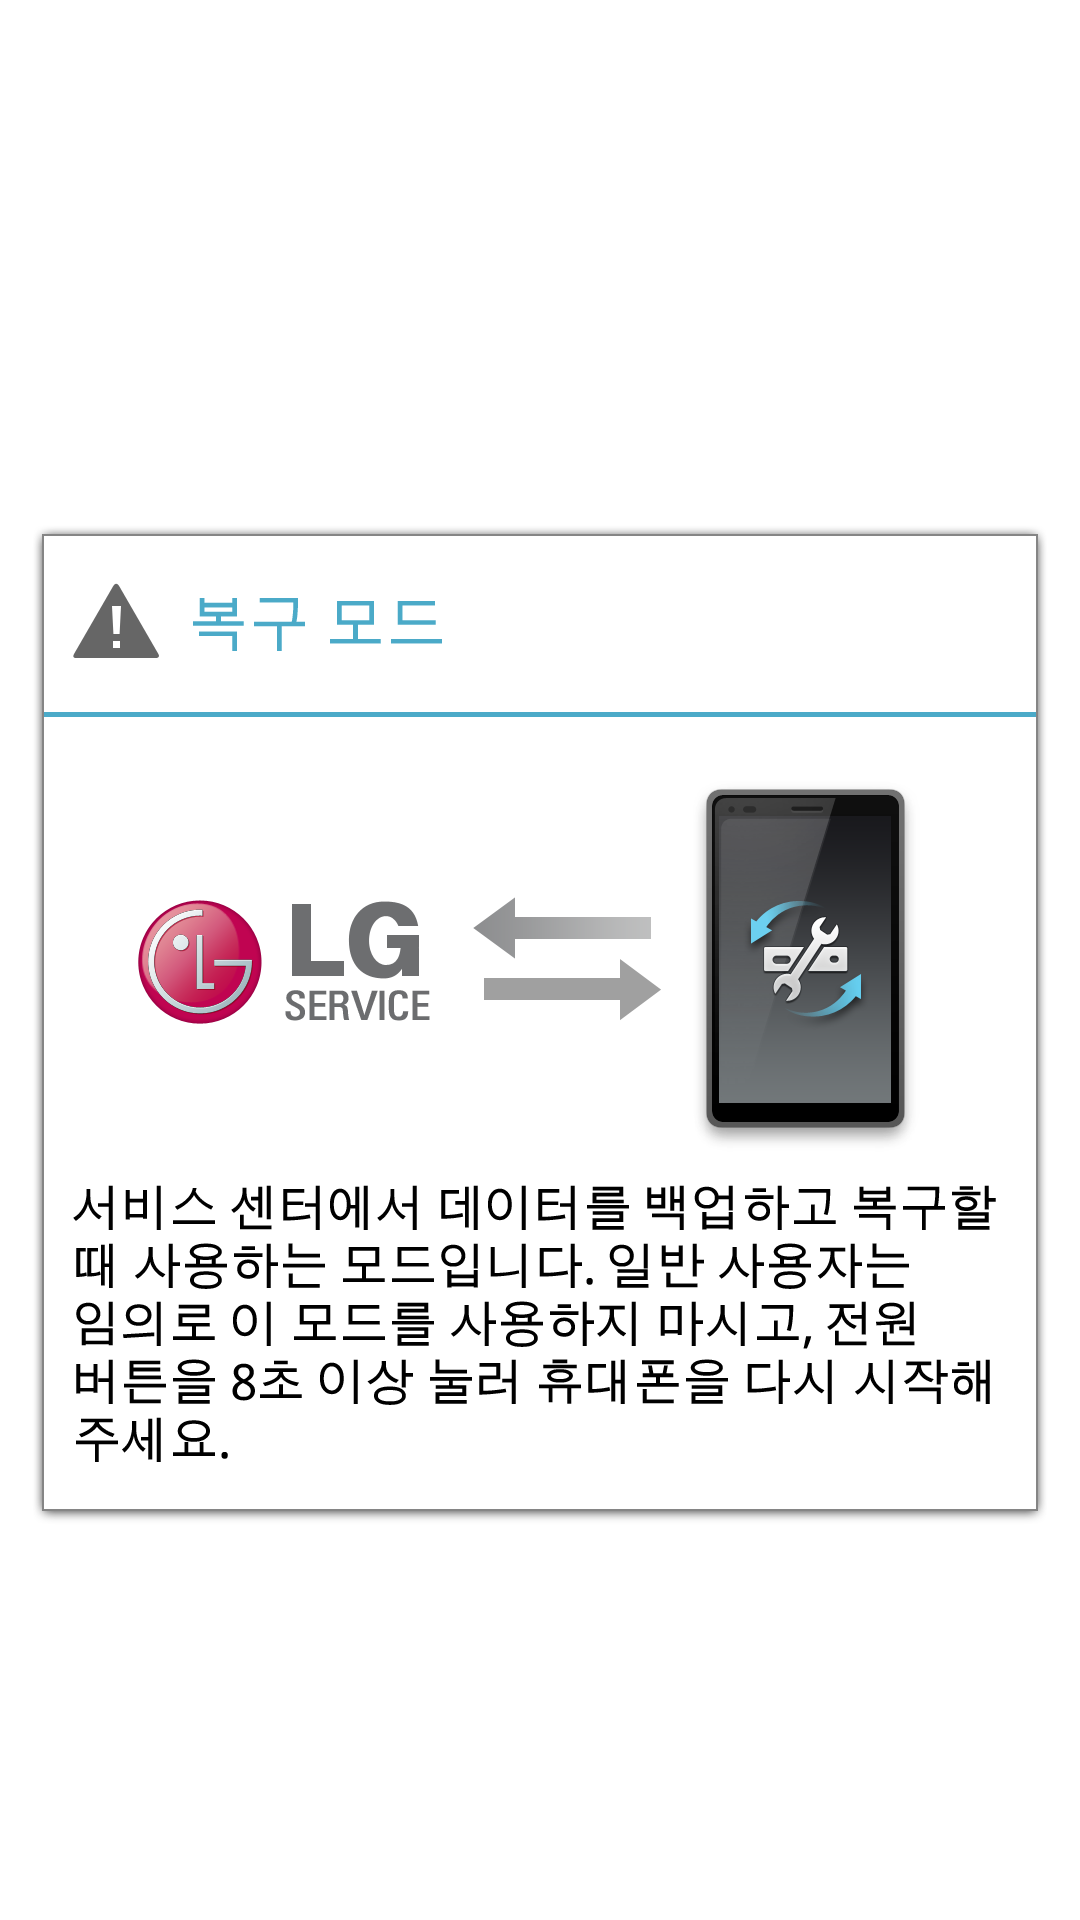 복구 모드
LG
SERVICE
서비스 센터에서 데이터를 백업하고 복구할
때 사용하는 모드입니다. 일반 사용자는
임의로 이 모드를 사용하지 마시고, 전원
버튼을 8초 이상 눌러 휴대폰을 다시 시작해
주세요.